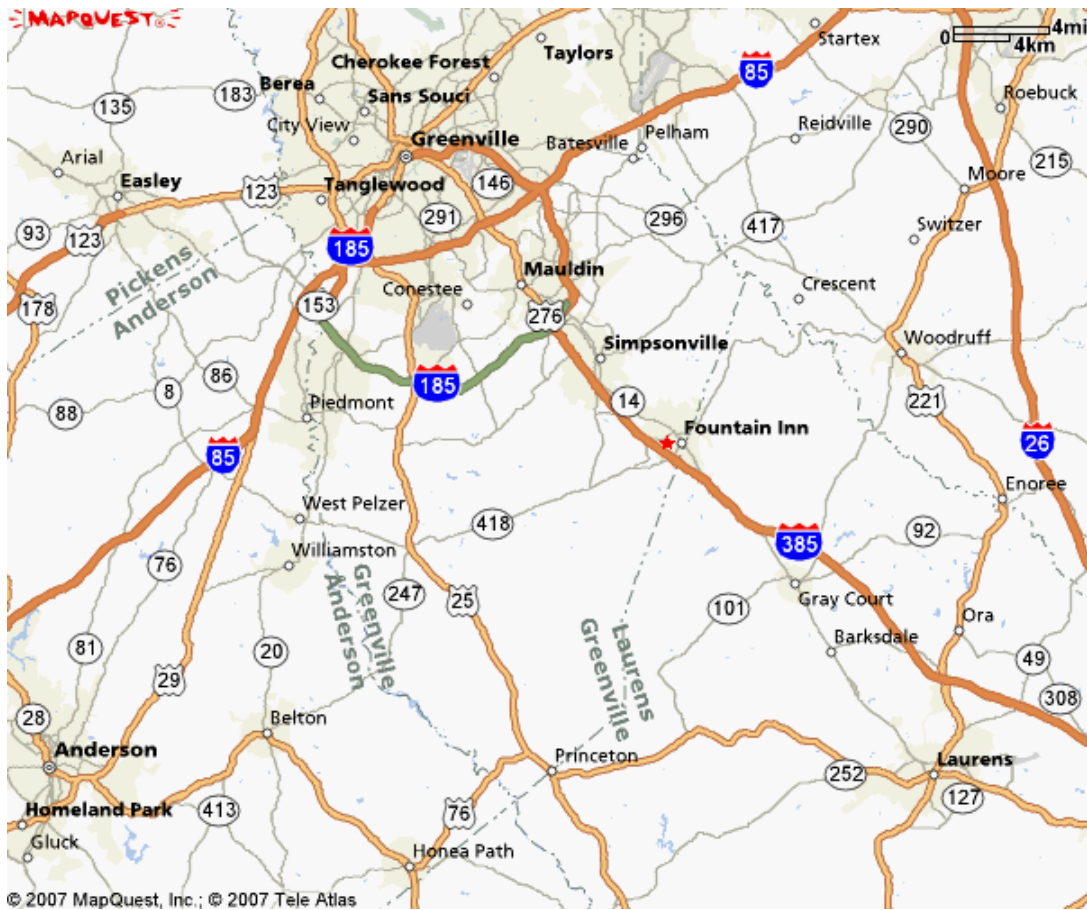 MAPQUEST
0 4mi
4km
Startex
Taylors
Cherokee Forest
85
183
Berea
135
Sans Souci
Roebuck
City View
Greenville
Pelham
Reidville
290
Batesville
Arial
215
Easley
146
Moore
123
Tanglewood
291
296
417
93
Switzer
123
185
Pickens
Anderson
Mauldin
Conestee
Crescent
178
153
276
Simpsonville
Woodruff
86
185
8
14
221
88
Piedmont
Fountain Inn
26
85
Enoree
West Pelzer
418
92
385
Williamston
76
247
25
Gray Court
101
Greenville
Anderson
Laurens
Greenville
Ora
81
Barksdale
20
49
29
308
28
Belton
Anderson
Princeton
Laurens
252
127
Homeland Park
413
76
Gluck
Honea Path
© 2007 MapQuest, Inc.; © 2007 Tele Atlas